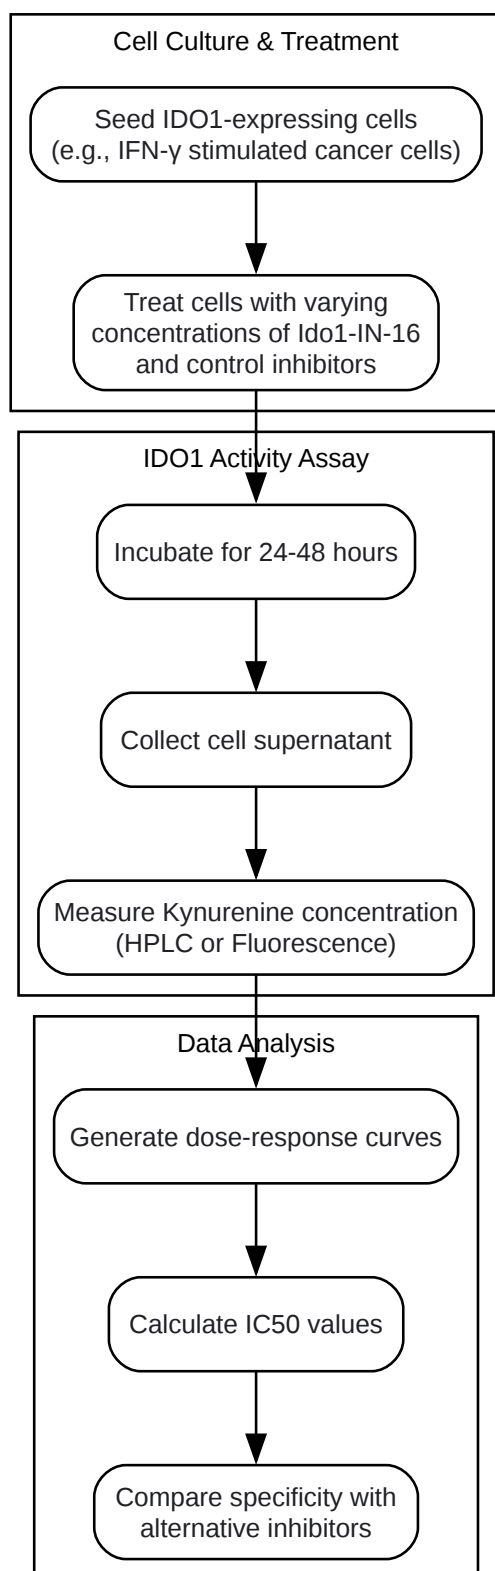 Cell Culture & Treatment
Seed IDO1-expressing cells
(e.g., IFN-γ stimulated cancer cells)
Treat cells with varying
concentrations of Ido1-IN-16
and control inhibitors
IDO1 Activity Assay
Incubate for 24-48 hours
Collect cell supernatant
Measure Kynurenine concentration
(HPLC or Fluorescence)
Data Analysis
Generate dose-response curves
Calculate IC50 values
Compare specificity with
alternative inhibitors